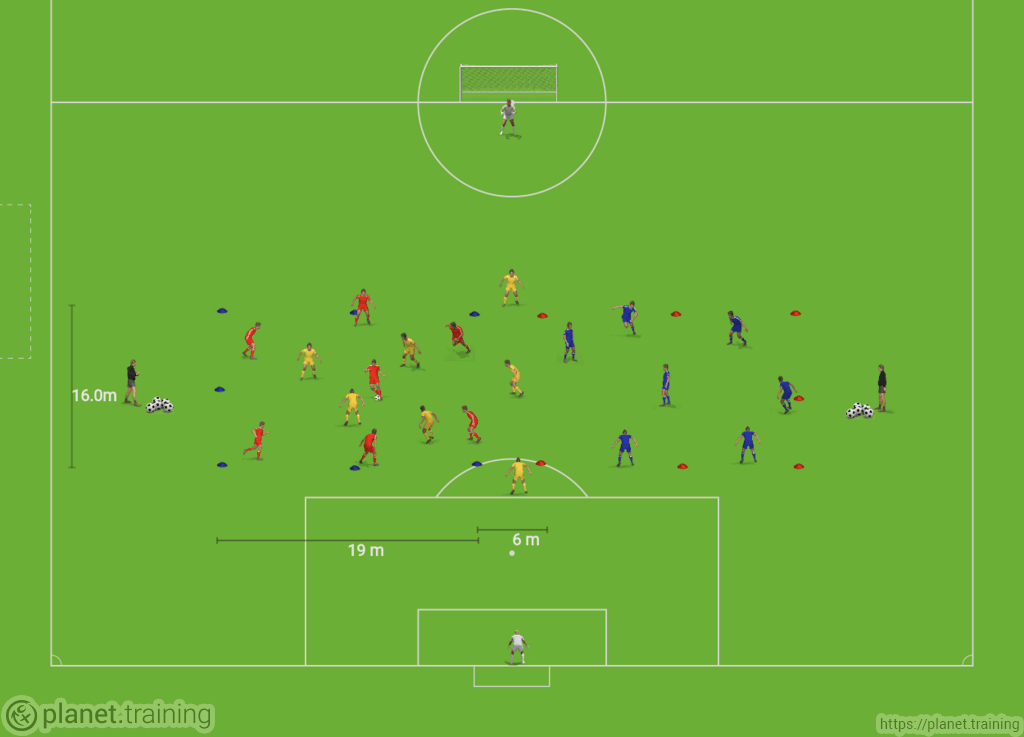 16.0m
6 m
19 m
planet.training
https://planet.training